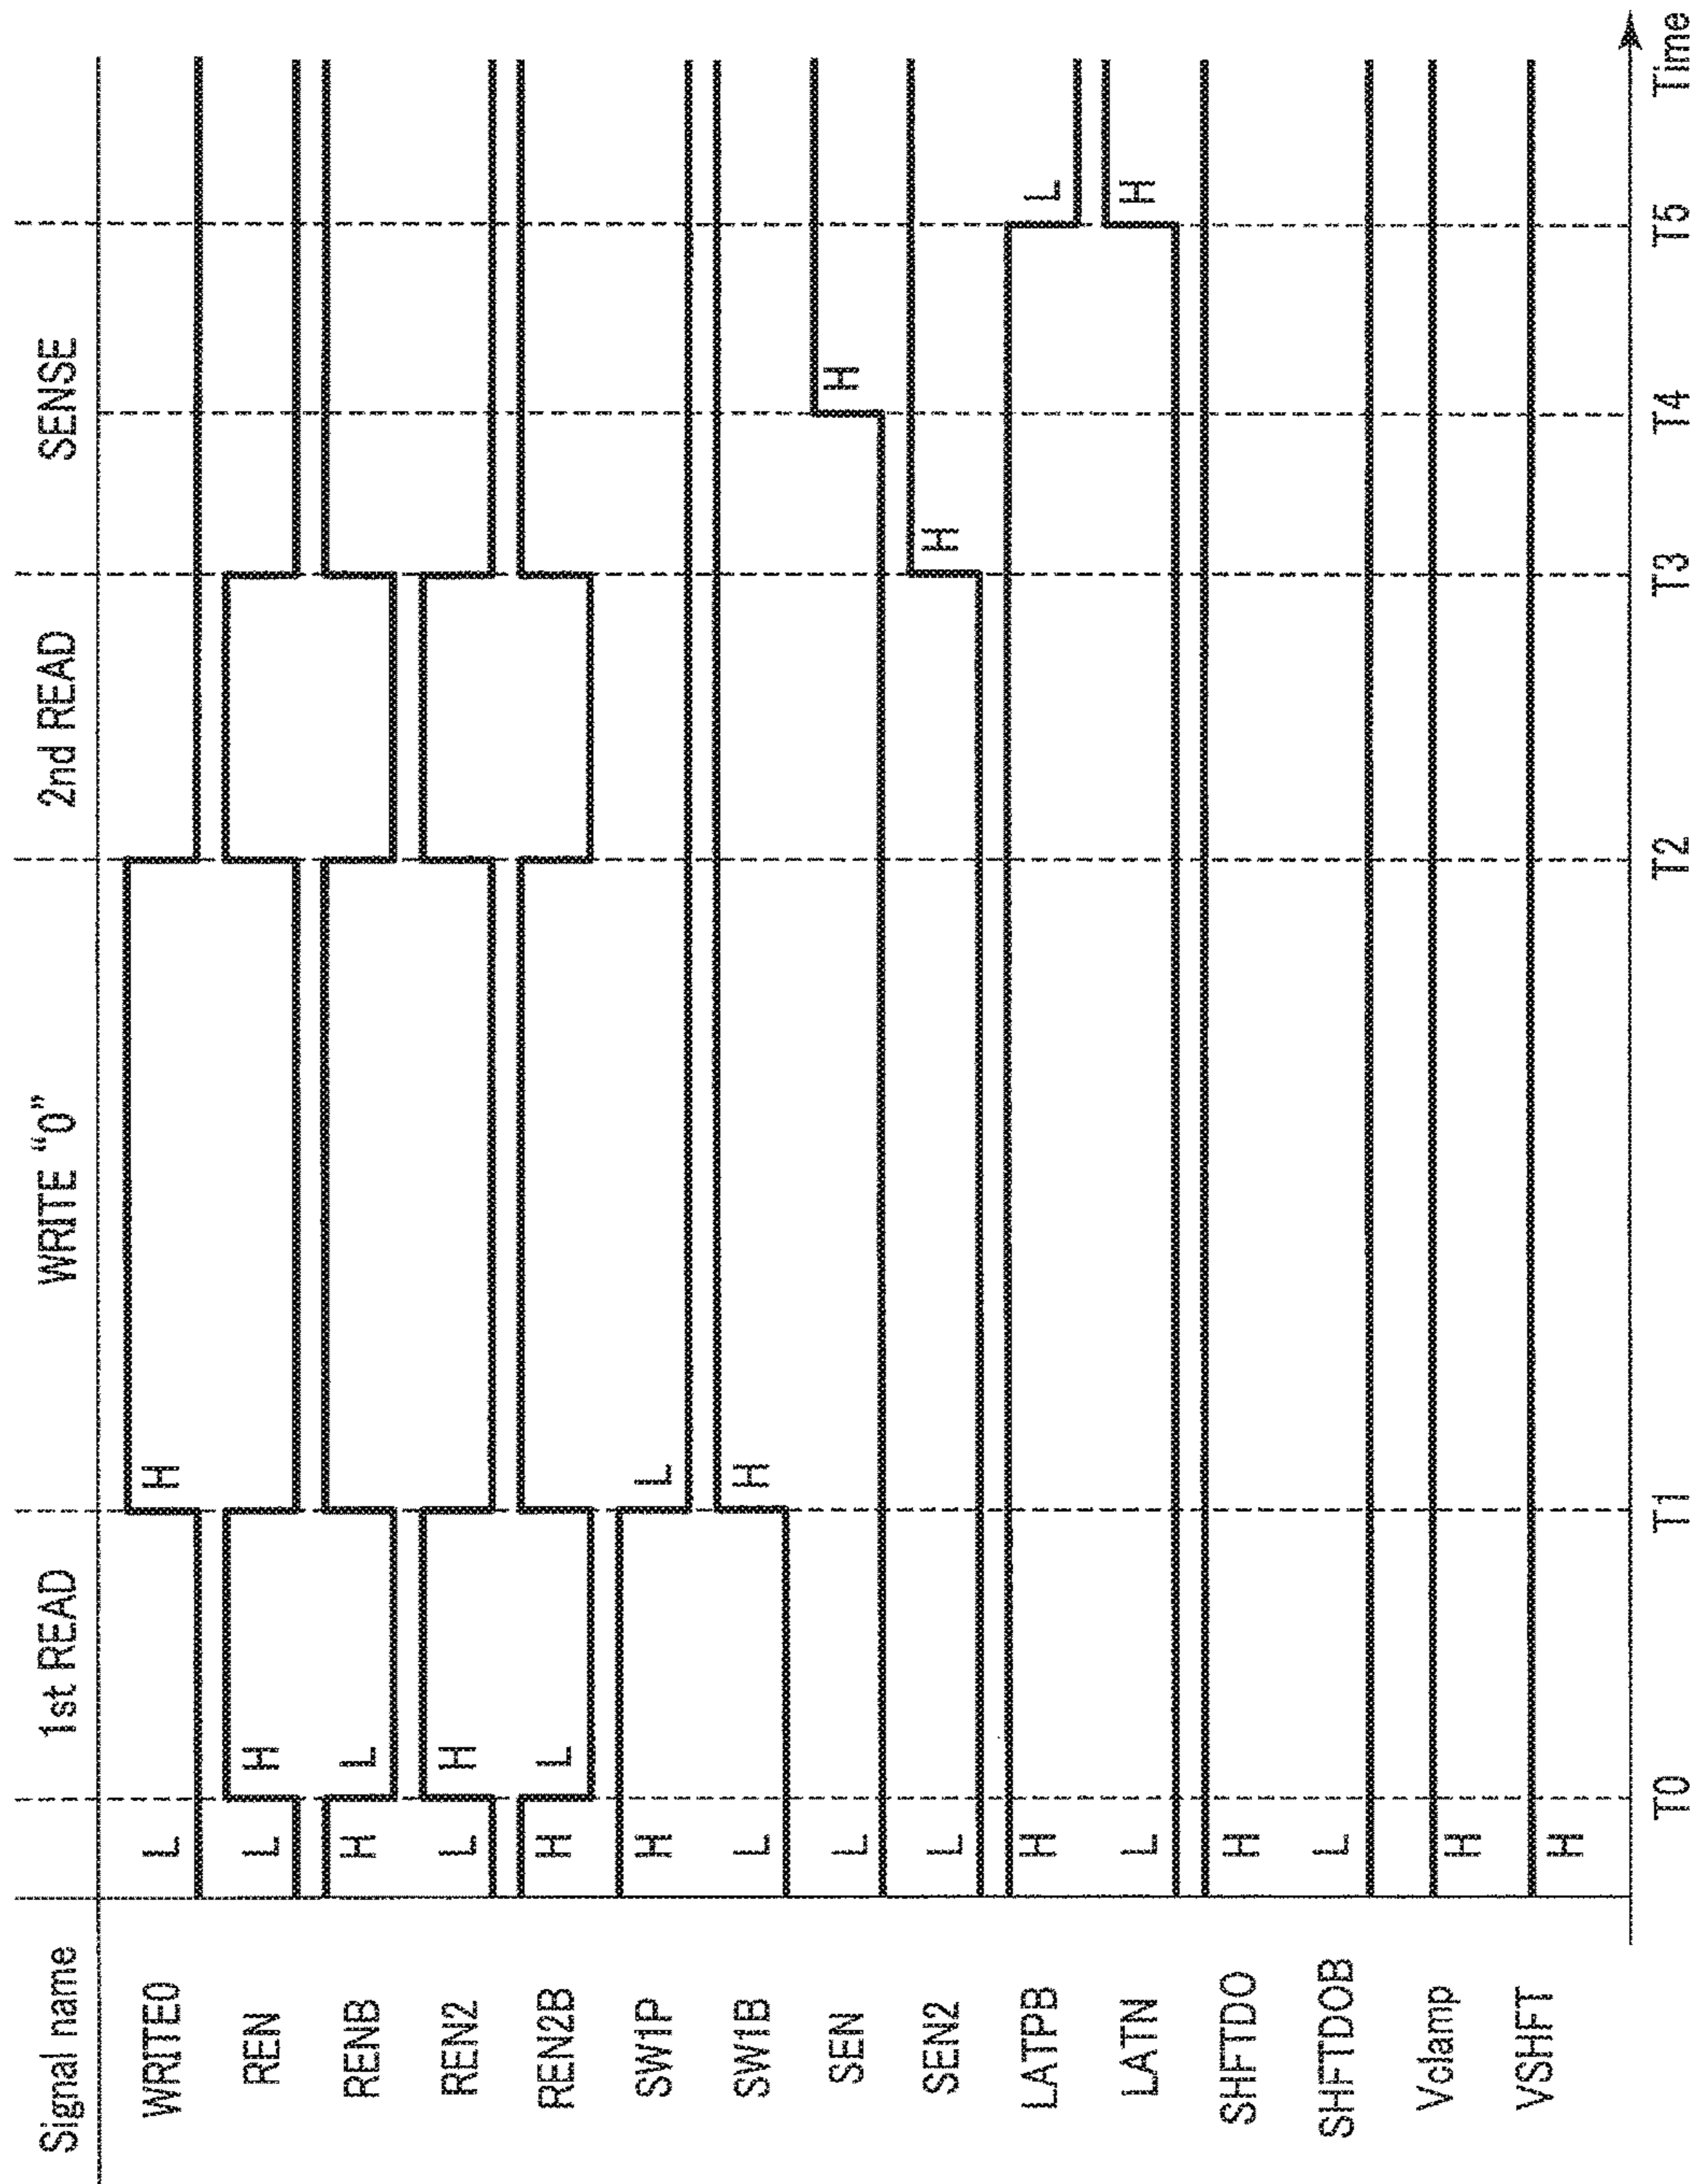 Signal name 1st READ WRITE “0” 2nd READ SENSE
WRITE0 L H
REN L H
RENB H L
REN2 L H
REN2B H L
SW1P H L
SW1B L H
SEN L H
SEN2 L H
LATPB H L
LATN L H
SHFTDO H
SHFTDOB L
Vclamp H
VSHFT H
T0 T1 T2 T3 T4 T5 Time